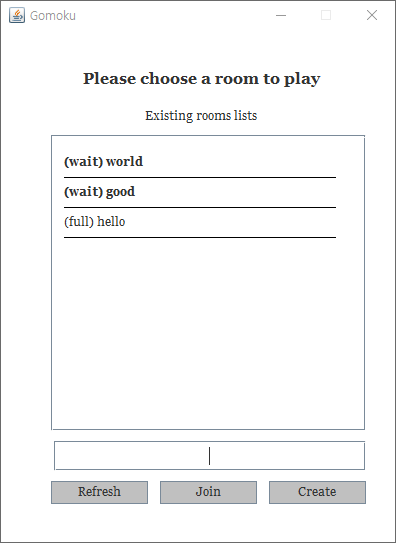 Gomoku
Please choose a room to play
Existing rooms lists
(wait) world
(wait) good
(full) hello
Refresh Join Create